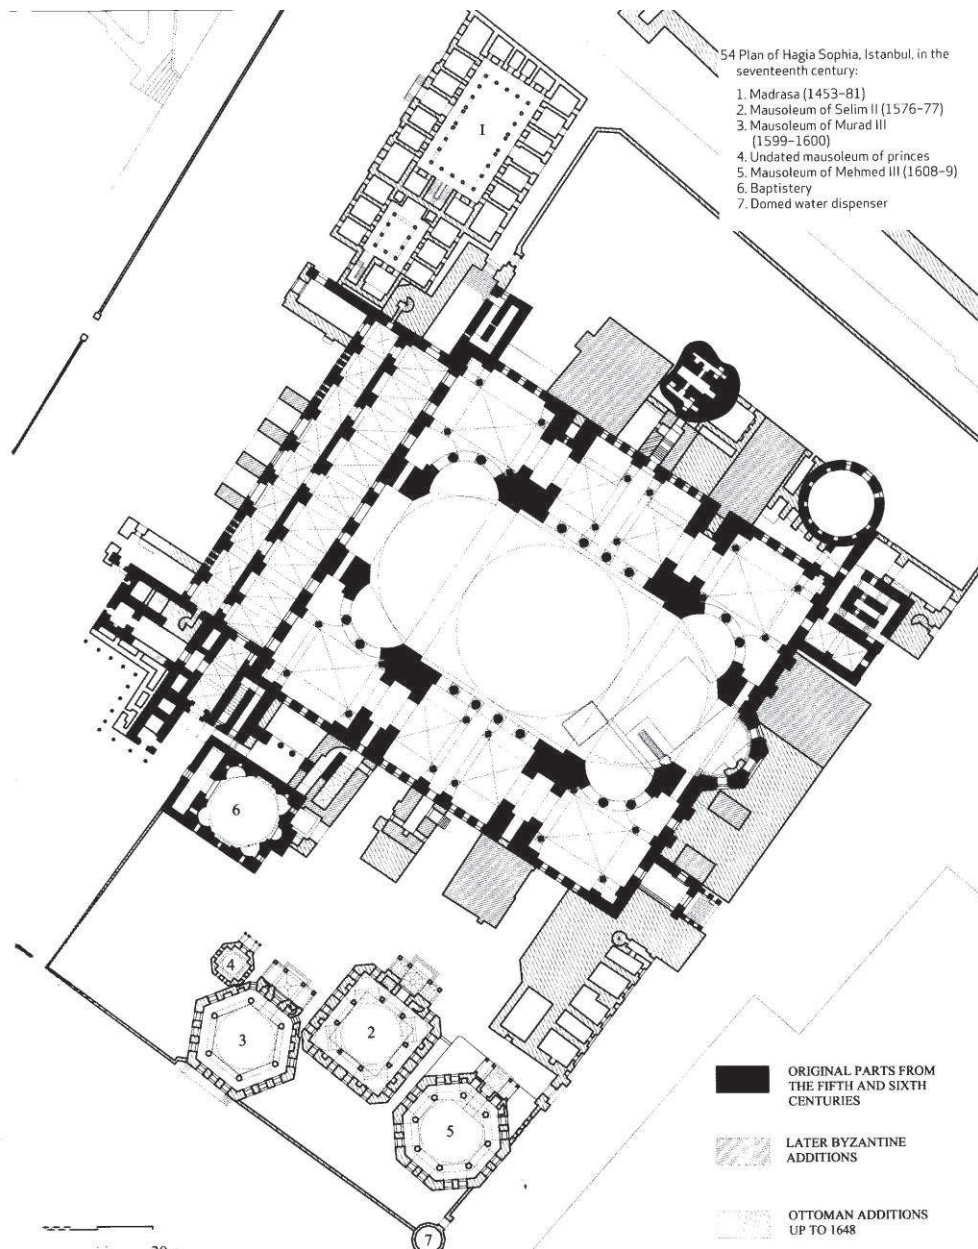 54 Plan of Hagia Sophia, Istanbul, in the
seventeenth century:
1. Madrasa (1453–81)
2. Mausoleum of Selim II (1576–77)
3. Mausoleum of Murad III
(1599–1600)
4. Undated mausoleum of princes
5. Mausoleum of Mehmed III (1608–9)
6. Baptistery
7. Domed water dispenser
1
6
4
3
2
5
7
ORIGINAL PARTS FROM
THE FIFTH AND SIXTH
CENTURIES
LATER BYZANTINE
ADDITIONS
OTTOMAN ADDITIONS
UP TO 1648